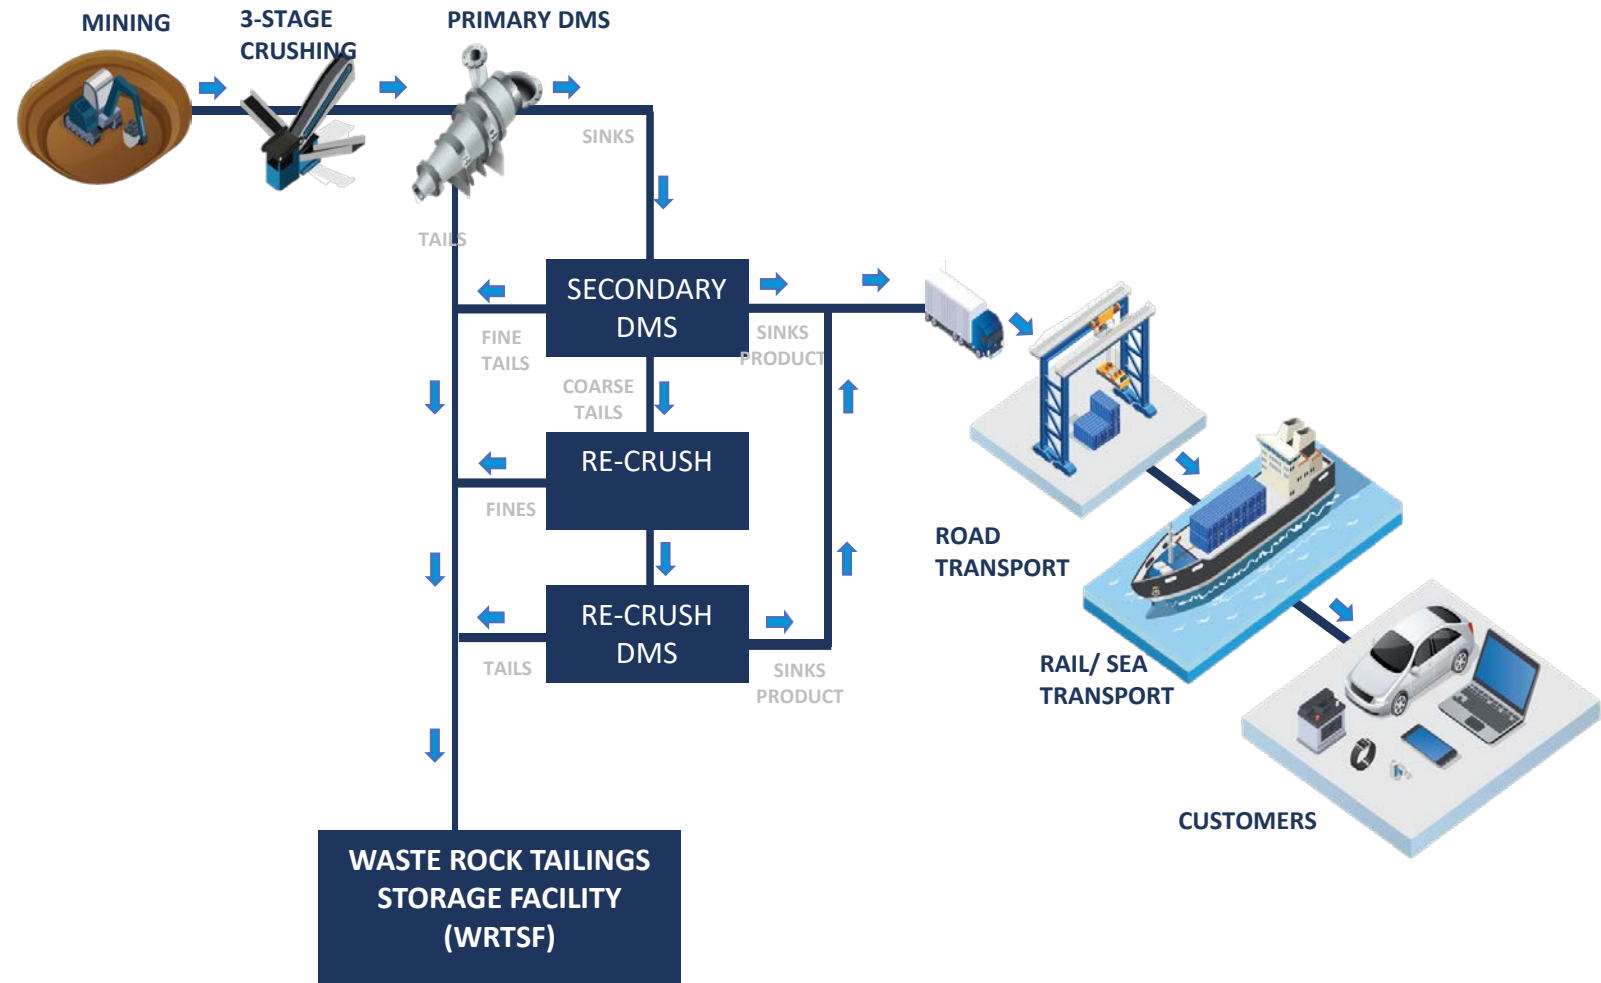 MINING
3-STAGE
CRUSHING
PRIMARY DMS
SINKS
TAILS
SECONDARY
DMS
FINE
TAILS
SINKS
PRODUCT
COARSE
TAILS
RE-CRUSH
FINES
RE-CRUSH
DMS
TAILS
SINKS
PRODUCT
ROAD
TRANSPORT
RAIL/ SEA
TRANSPORT
CUSTOMERS
WASTE ROCK TAILINGS
STORAGE FACILITY
(WRTSF)